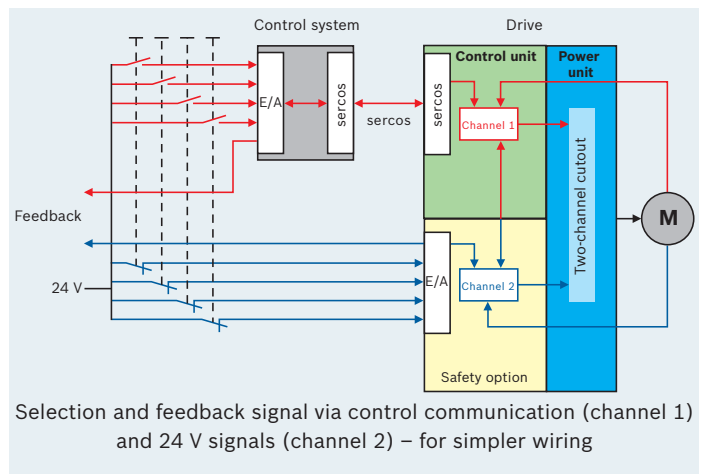 Control system
Drive
Control unit
Power
unit
E/A
sercos
sercos
sercos
Channel 1
Two-channel cutout
M
Feedback
24 V
E/A
Channel 2
Safety option
Selection and feedback signal via control communication (channel 1)
and 24 V signals (channel 2) – for simpler wiring